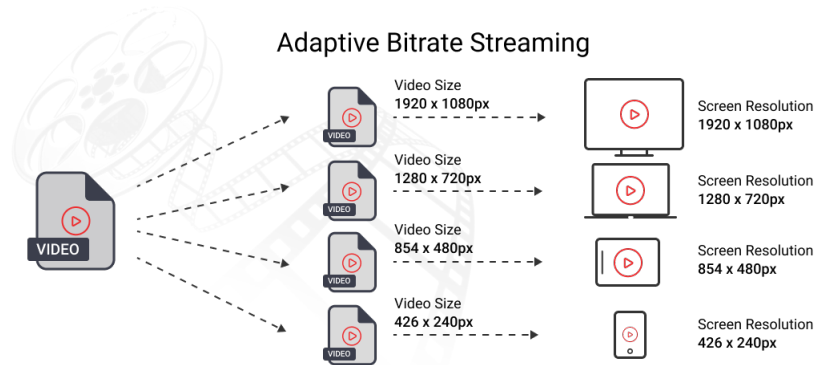 Adaptive Bitrate Streaming
VIDEO
Video Size
1920 x 1080px
VIDEO
Screen Resolution
1920 x 1080px
Video Size
1280 x 720px
VIDEO
Screen Resolution
1280 x 720px
Video Size
854 x 480px
VIDEO
Screen Resolution
854 x 480px
Video Size
426 x 240px
VIDEO
Screen Resolution
426 x 240px